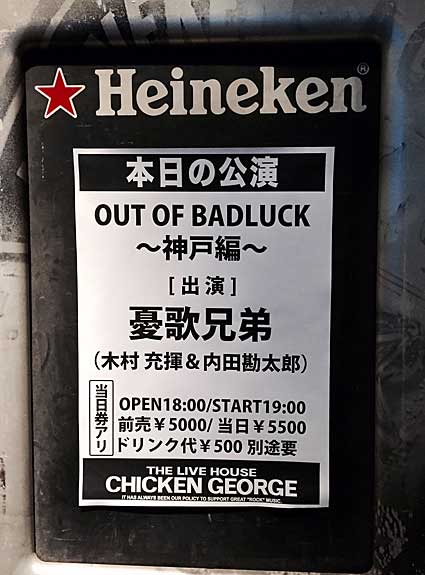 Heineken®
本日の公演
OUT OF BADLUCK
～神戸編～
[出演]
憂歌兄弟
（木村 充揮＆内田勘太郎）
当日券アリ
OPEN18:00/START19:00
前売￥5000/ 当日￥5500
ドリンク代￥500 別途要
THE LIVE HOUSE
CHICKEN GEORGE
IT HAS ALWAYS BEEN OUR POLICY TO SUPPORT GREAT "ROCK" MUSIC.